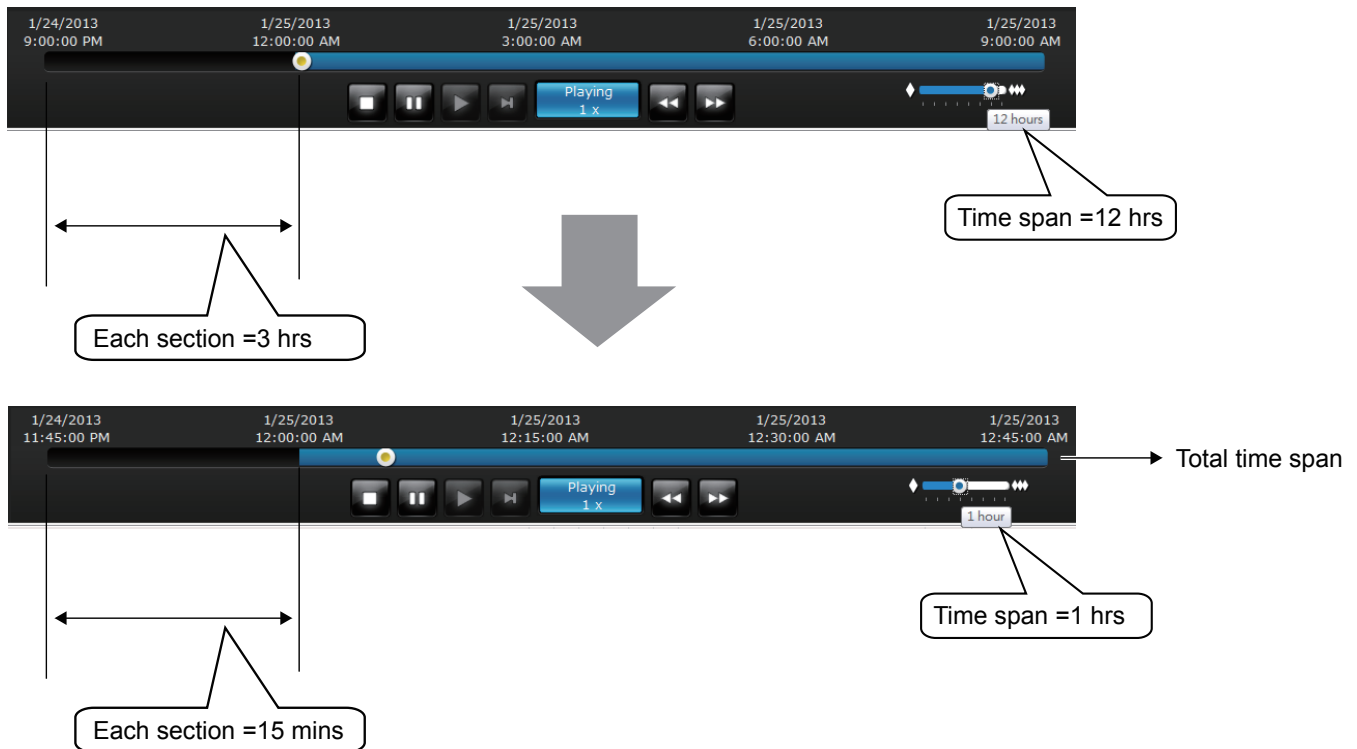 1/24/2013 1/25/2013 1/25/2013 1/25/2013 1/25/2013
9:00:00 PM 12:00:00 AM 3:00:00 AM 6:00:00 AM 9:00:00 AM
Playing
1 x
12 hours
Time span =12 hrs
Each section =3 hrs
1/24/2013 1/25/2013 1/25/2013 1/25/2013 1/25/2013
11:45:00 PM 12:00:00 AM 12:15:00 AM 12:30:00 AM 12:45:00 AM
Total time span
Playing
1 x
1 hour
Time span =1 hrs
Each section =15 mins